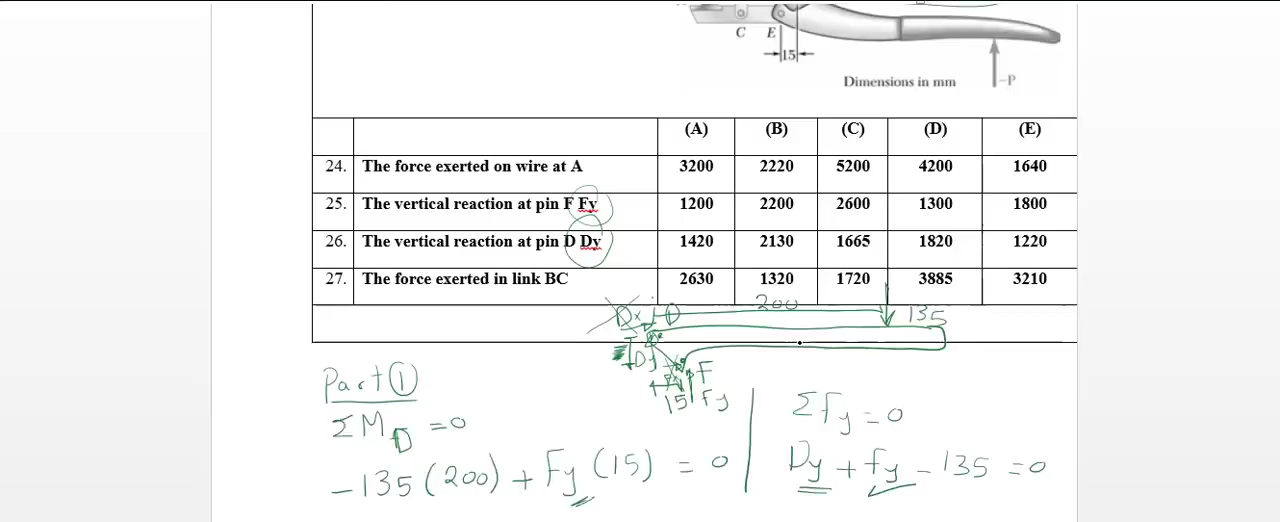 C E
15
Dimensions in mm
-P
(A) (B) (C) (D) (E)
24. The force exerted on wire at A 3200 2220 5200 4200 1640
25. The vertical reaction at pin F Fy 1200 2200 2600 1300 1800
26. The vertical reaction at pin D Dy 1420 2130 1665 1820 1220
27. The force exerted in link BC 2630 1320 1720 3885 3210
200
Dx D 135
Dy F
Fx
15 Fy
Part ①
ΣM_D = 0
-135(200) + Fy(15) = 0
Σfy = 0
Dy + fy - 135 = 0